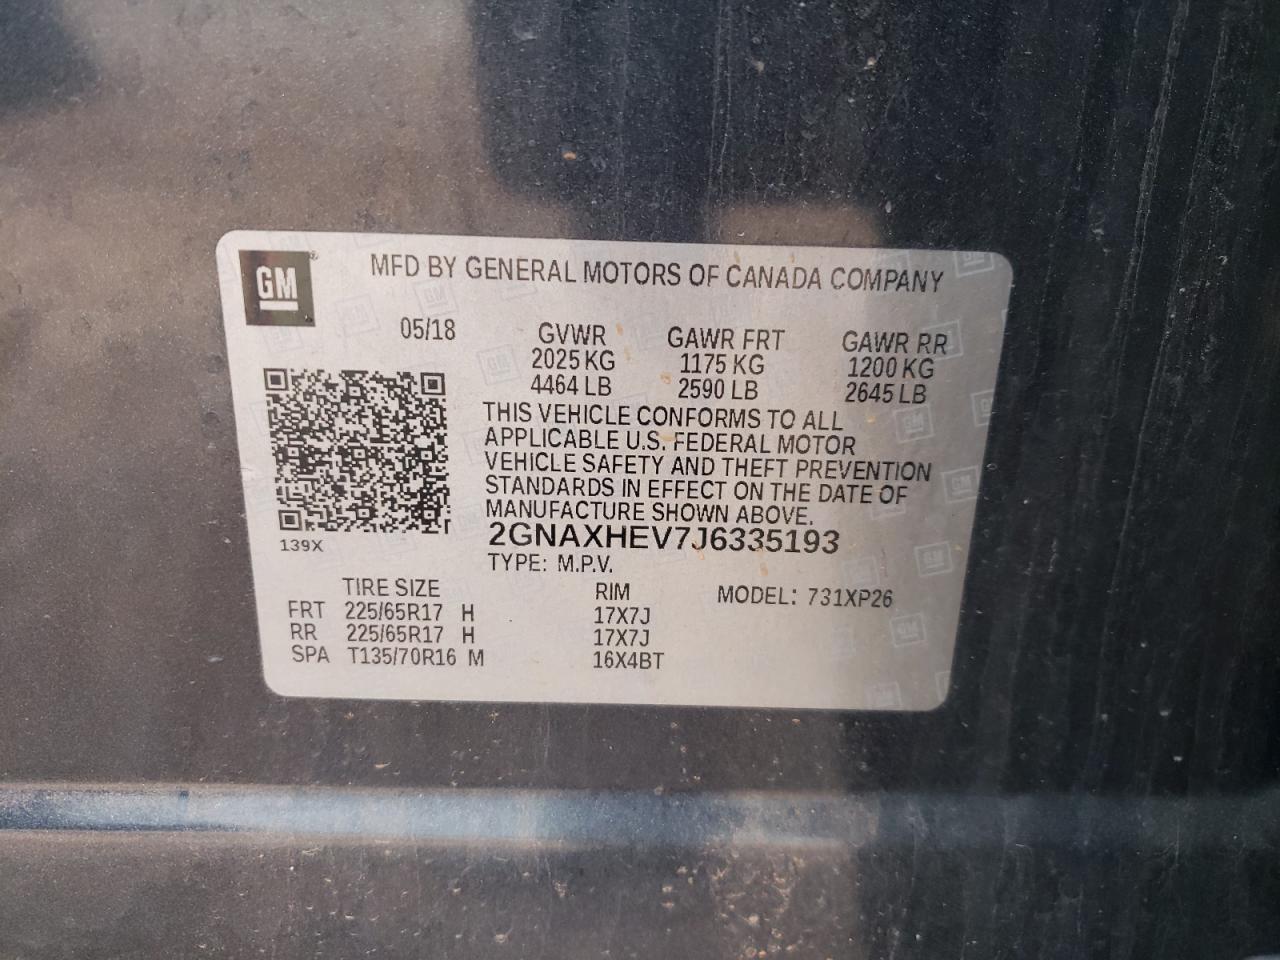 GM
MFD BY GENERAL MOTORS OF CANADA COMPANY
05/18
GVWR GAWR FRT GAWR RR
2025 KG 1175 KG 1200 KG
4464 LB 2590 LB 2645 LB
THIS VEHICLE CONFORMS TO ALL
APPLICABLE U.S. FEDERAL MOTOR
VEHICLE SAFETY AND THEFT PREVENTION
STANDARDS IN EFFECT ON THE DATE OF
MANUFACTURE SHOWN ABOVE.
139X
2GNAXHEV7J6335193
TYPE: M.P.V.
TIRE SIZE RIM MODEL: 731XP26
FRT 225/65R17 H 17X7J
RR 225/65R17 H 17X7J
SPA T135/70R16 M 16X4BT